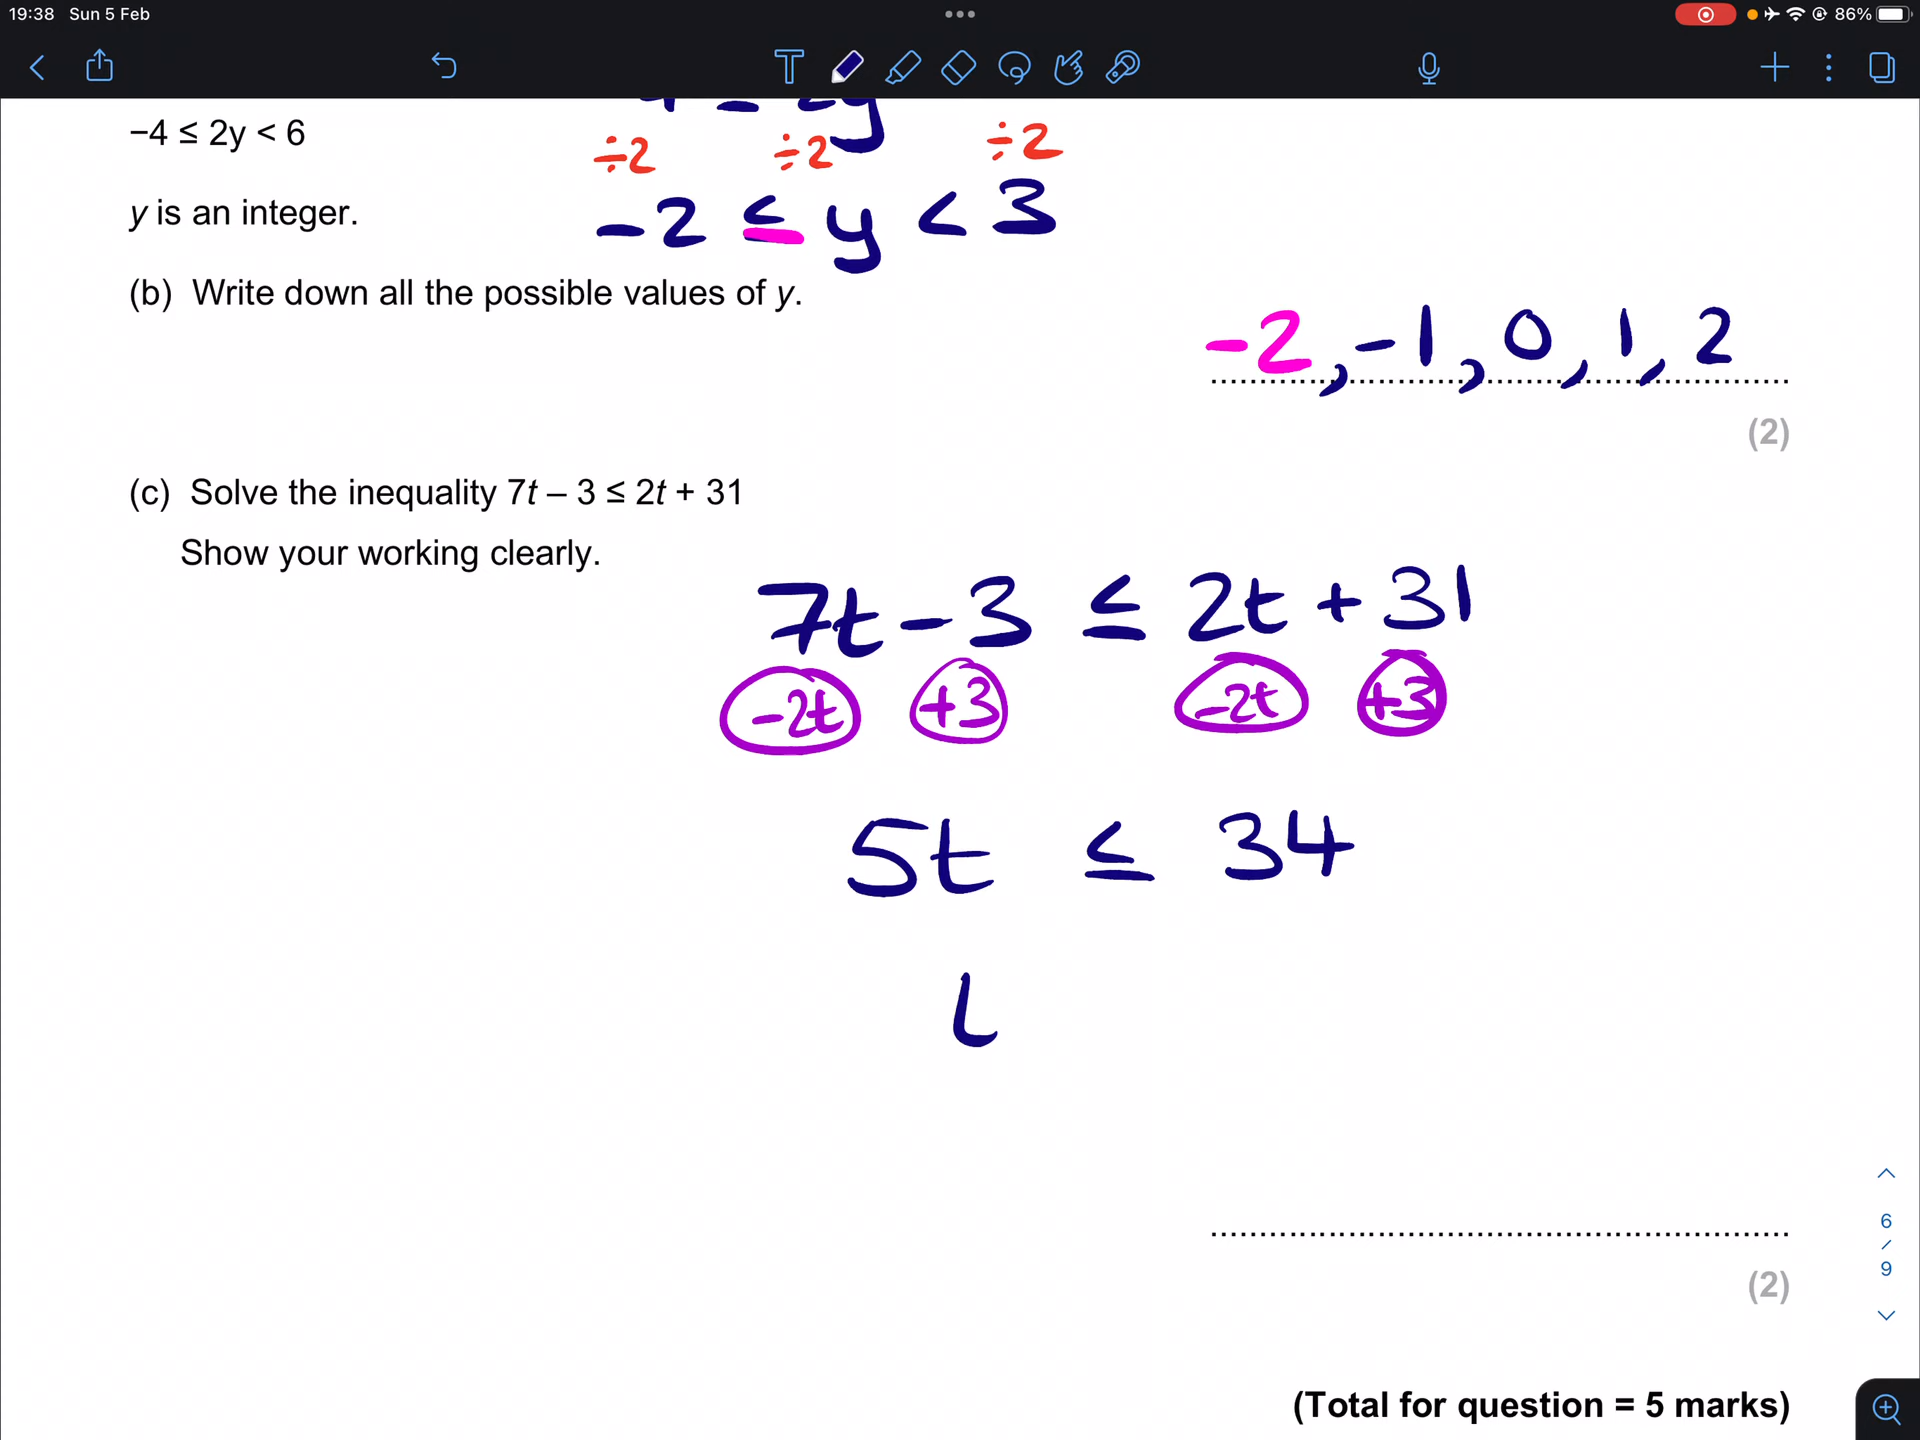 19:38 Sun 5 Feb
86%
−4 ≤ 2y < 6
÷2 ÷2 ÷2
y is an integer.
−2 ≤ y < 3
(b) Write down all the possible values of y.
−2, −1, 0, 1, 2
(2)
(c) Solve the inequality 7t – 3 ≤ 2t + 31
Show your working clearly.
7t − 3 ≤ 2t + 31
−2t +3 −2t +3
5t ≤ 34
(2)
6
/
9
(Total for question = 5 marks)